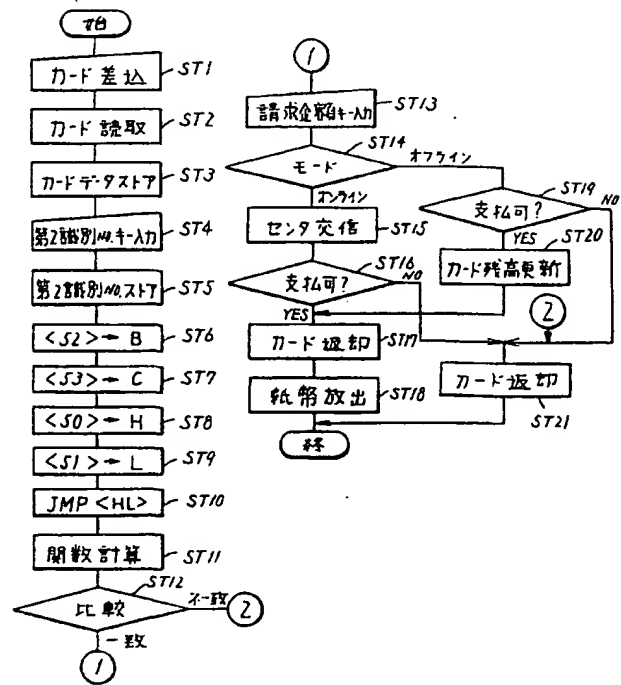 始
カード差込 ST1
カード読取 ST2
カードデータストア ST3
第2識別NO.キー入力 ST4
第2識別NO.ストア ST5
<S2>→B ST6
<S3>→C ST7
<S0>→H ST8
<S1>→L ST9
JMP <HL> ST10
関数計算 ST11
比較 ST12
不一致
2
一致
1
1
請求金額キー入力 ST13
モード ST14
オフライン
オンライン
センタ交信 ST15
支払可? ST16
NO
YES
カード返却 ST17
紙幣放出 ST18
終
支払可? ST19
NO
YES
カード残高更新 ST20
2
カード返却 ST21